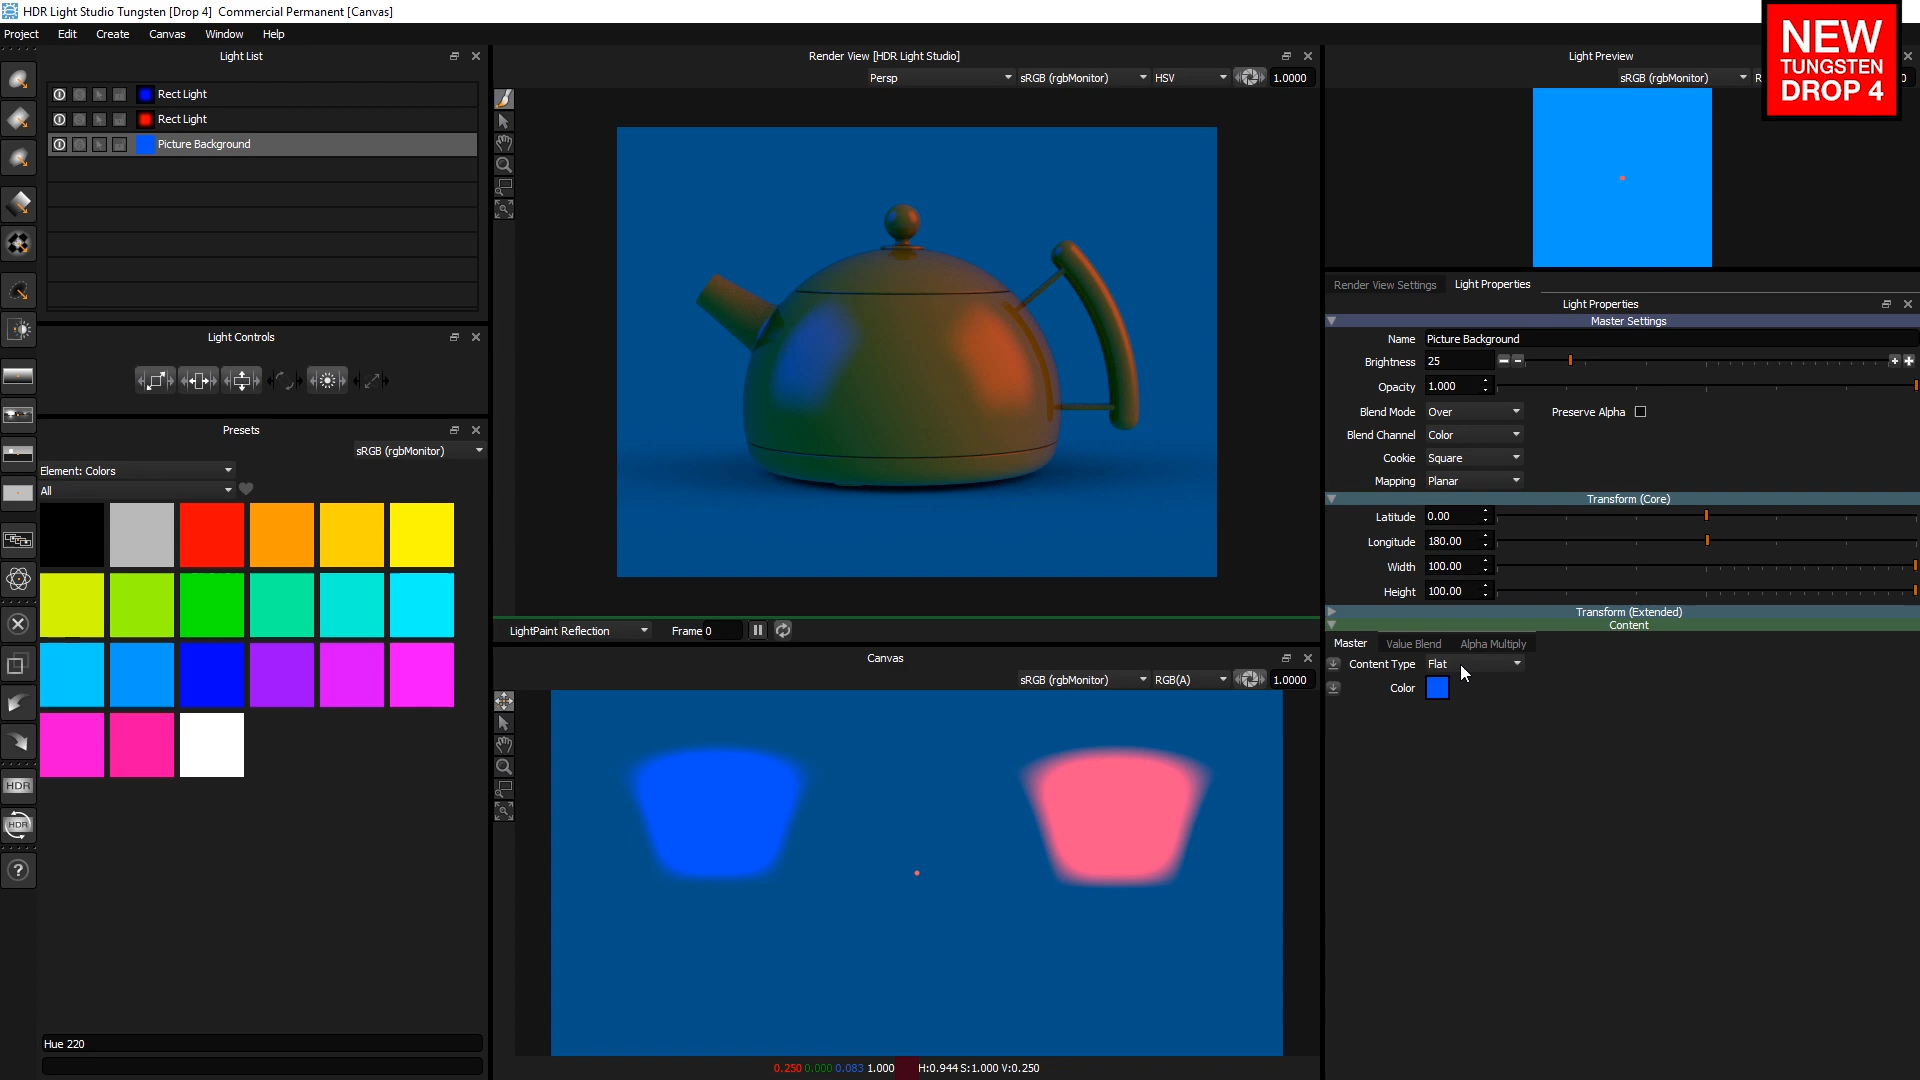 HDR Light Studio Tungsten [Drop 4]  Commercial Permanent [Canvas]
Project Edit Create Canvas Window Help
Light List
Rect Light
Rect Light
Picture Background
Light Controls
Presets
sRGB (rgbMonitor)
Element: Colors
All
Hue 220
Render View [HDR Light Studio]
Persp sRGB (rgbMonitor) HSV 1.0000
LightPaint Reflection Frame 0
Canvas
sRGB (rgbMonitor) RGB(A) 1.0000
0.250 0.000 0.083 1.000 H:0.944 S:1.000 V:0.250
Light Preview
sRGB (rgbMonitor)
NEW
TUNGSTEN
DROP 4
Render View Settings Light Properties
Light Properties
Master Settings
Name Picture Background
Brightness 25
Opacity 1.000
Blend Mode Over Preserve Alpha
Blend Channel Color
Cookie Square
Mapping Planar
Transform (Core)
Latitude 0.00
Longitude 180.00
Width 100.00
Height 100.00
Transform (Extended)
Content
Master Value Blend Alpha Multiply
Content Type Flat
Color
HDR
HDR
?